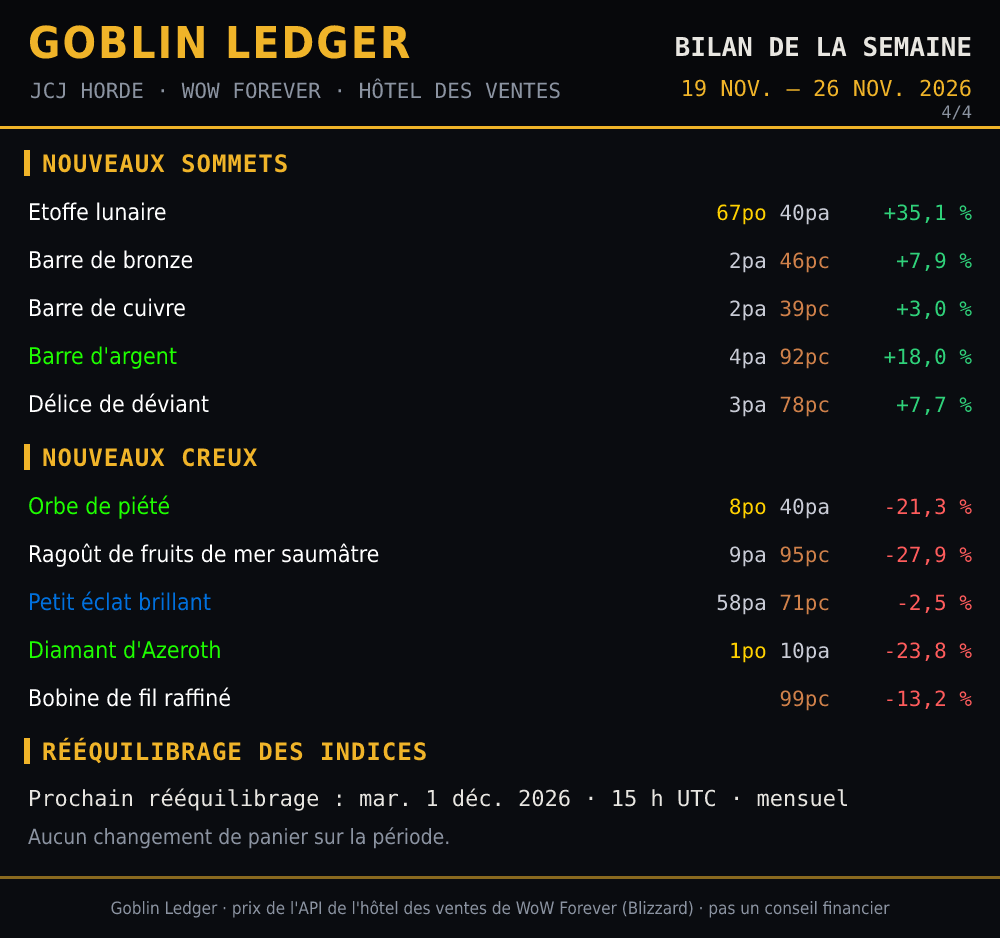 GOBLIN LEDGER
BILAN DE LA SEMAINE
JCJ HORDE · WOW FOREVER · HÔTEL DES VENTES
19 NOV. — 26 NOV. 2026
4/4
NOUVEAUX SOMMETS
Etoffe lunaire 67po 40pa +35,1 %
Barre de bronze 2pa 46pc +7,9 %
Barre de cuivre 2pa 39pc +3,0 %
Barre d'argent 4pa 92pc +18,0 %
Délice de déviant 3pa 78pc +7,7 %
NOUVEAUX CREUX
Orbe de piété 8po 40pa -21,3 %
Ragoût de fruits de mer saumâtre 9pa 95pc -27,9 %
Petit éclat brillant 58pa 71pc -2,5 %
Diamant d'Azeroth 1po 10pa -23,8 %
Bobine de fil raffiné 99pc -13,2 %
RÉÉQUILIBRAGE DES INDICES
Prochain rééquilibrage : mar. 1 déc. 2026 · 15 h UTC · mensuel
Aucun changement de panier sur la période.
Goblin Ledger · prix de l'API de l'hôtel des ventes de WoW Forever (Blizzard) · pas un conseil financier